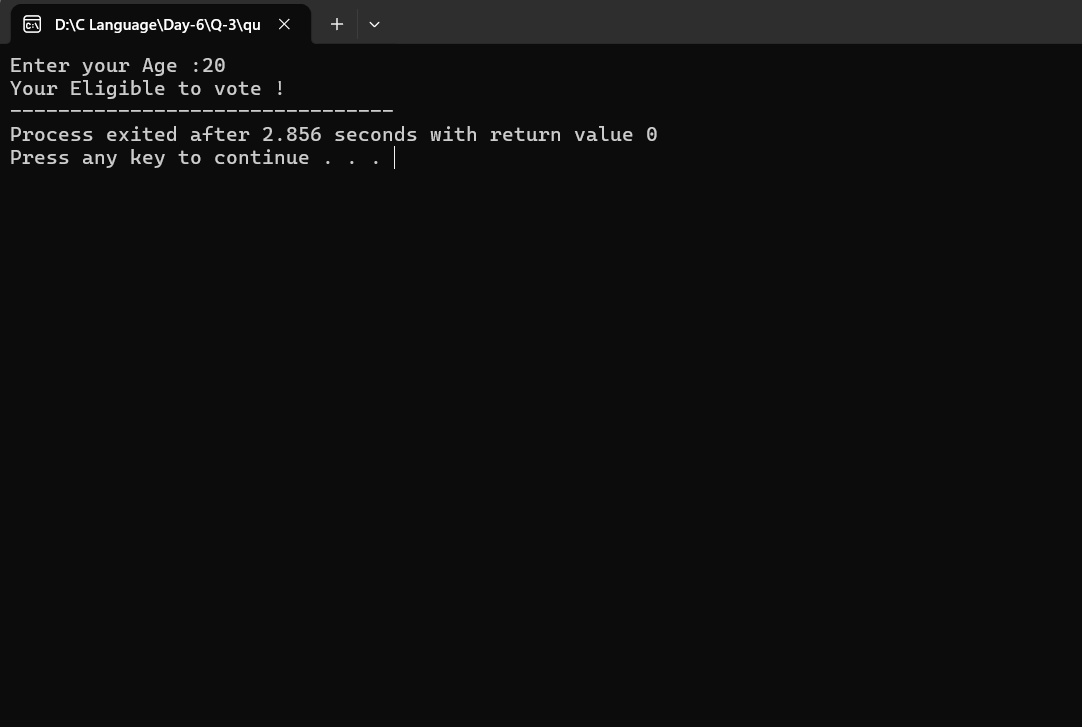 D:\C Language\Day-6\Q-3\qu
Enter your Age :20
Your Eligible to vote !
--------------------------------
Process exited after 2.856 seconds with return value 0
Press any key to continue . . .